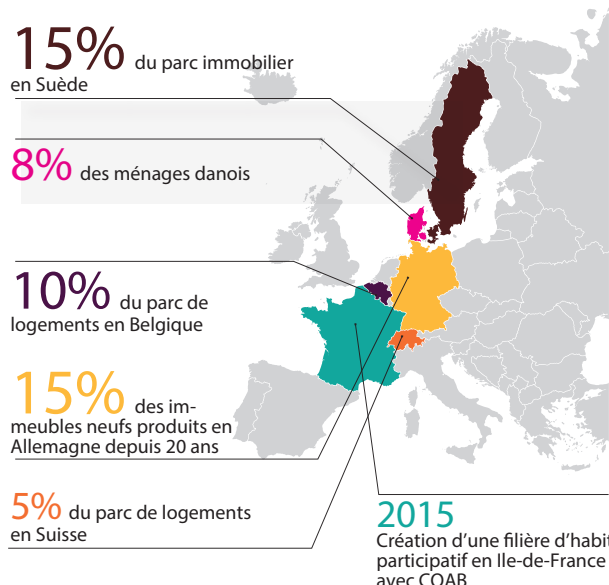 15% du parc immobilier
en Suède
8% des ménages danois
10% du parc de
logements en Belgique
15% des im-
meubles neufs produits en
Allemagne depuis 20 ans
5% du parc de logements
en Suisse
2015
Création d'une filière d'habit
participatif en Ile-de-France
avec COAB